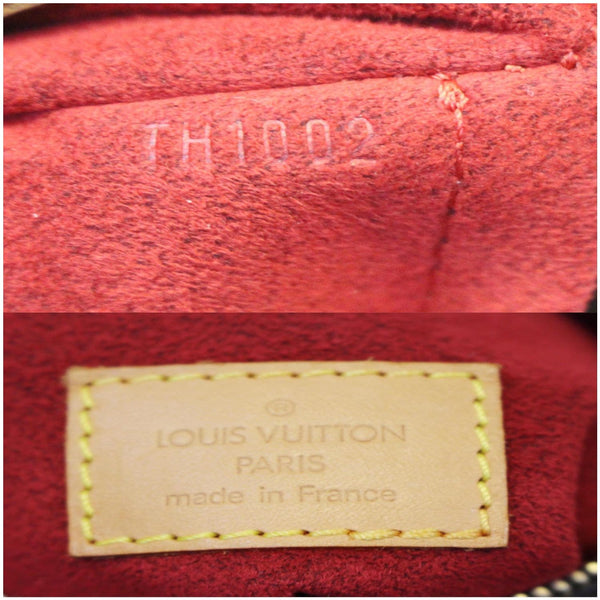 TH1002
®
LOUIS VUITTON
PARIS
made in France